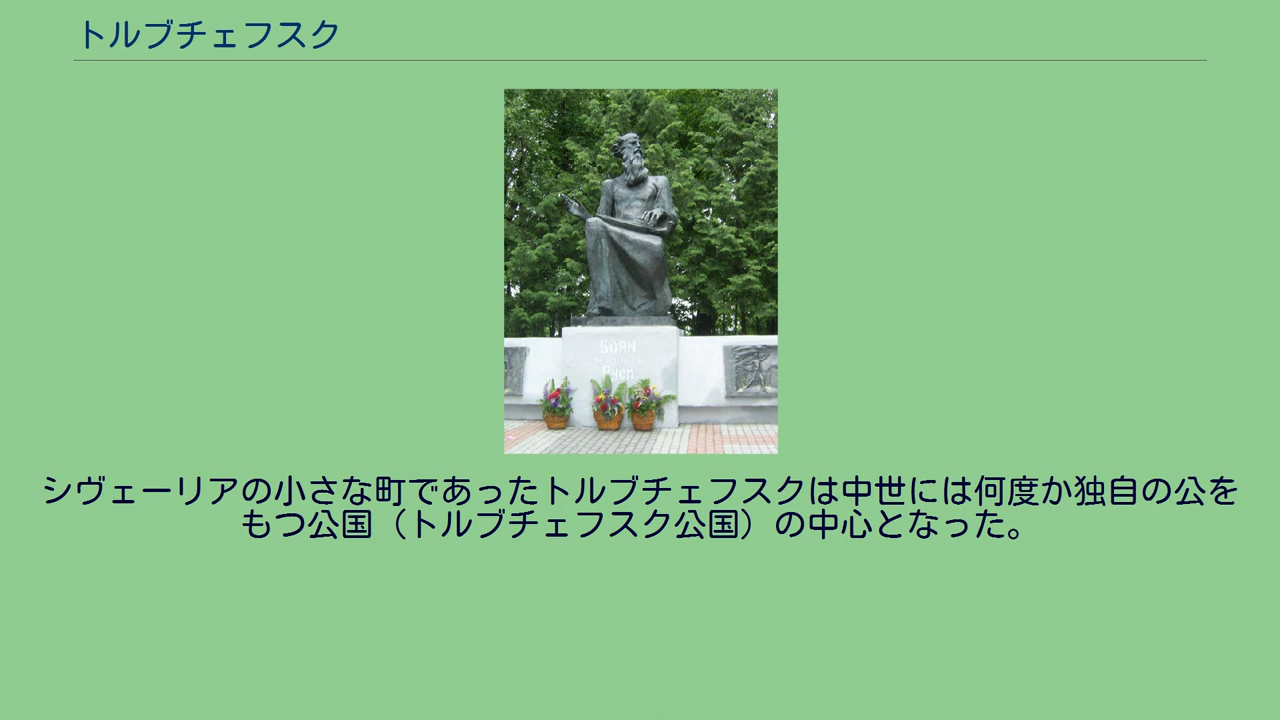 トルブチェフスク
Боян
Руси
シヴェーリアの小さな町であったトルブチェフスクは中世には何度か独自の公を
もつ公国（トルブチェフスク公国）の中心となった。